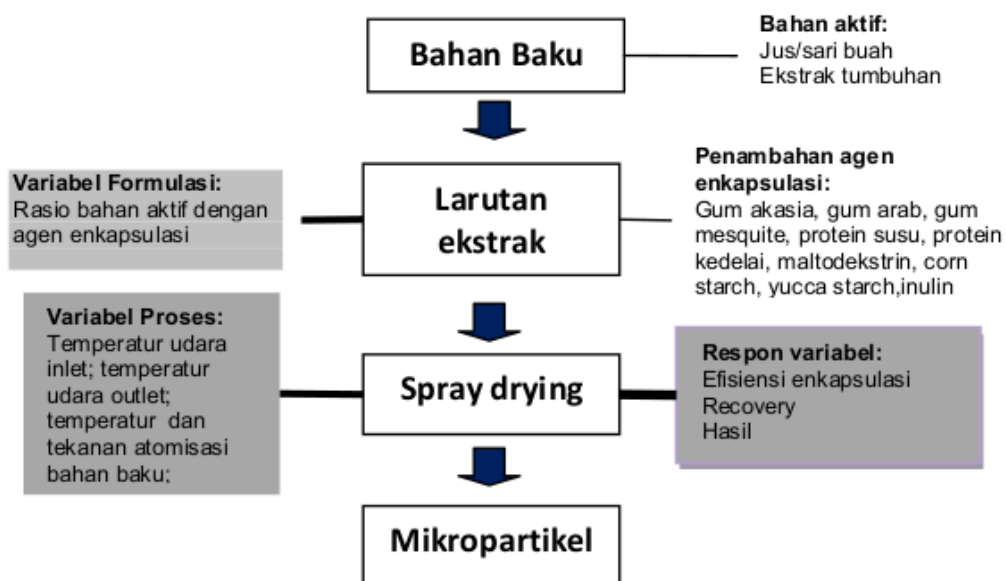 Bahan Baku
Bahan aktif:
Jus/sari buah
Ekstrak tumbuhan
Variabel Formulasi:
Rasio bahan aktif dengan
agen enkapsulasi
Larutan
ekstrak
Penambahan agen
enkapsulasi:
Gum akasia, gum arab, gum
mesquite, protein susu, protein
kedelai, maltodekstrin, corn
starch, yucca starch,inulin
Variabel Proses:
Temperatur udara
inlet; temperatur
udara outlet;
temperatur dan
tekanan atomisasi
bahan baku;
Spray drying
Respon variabel:
Efisiensi enkapsulasi
Recovery
Hasil
Mikropartikel